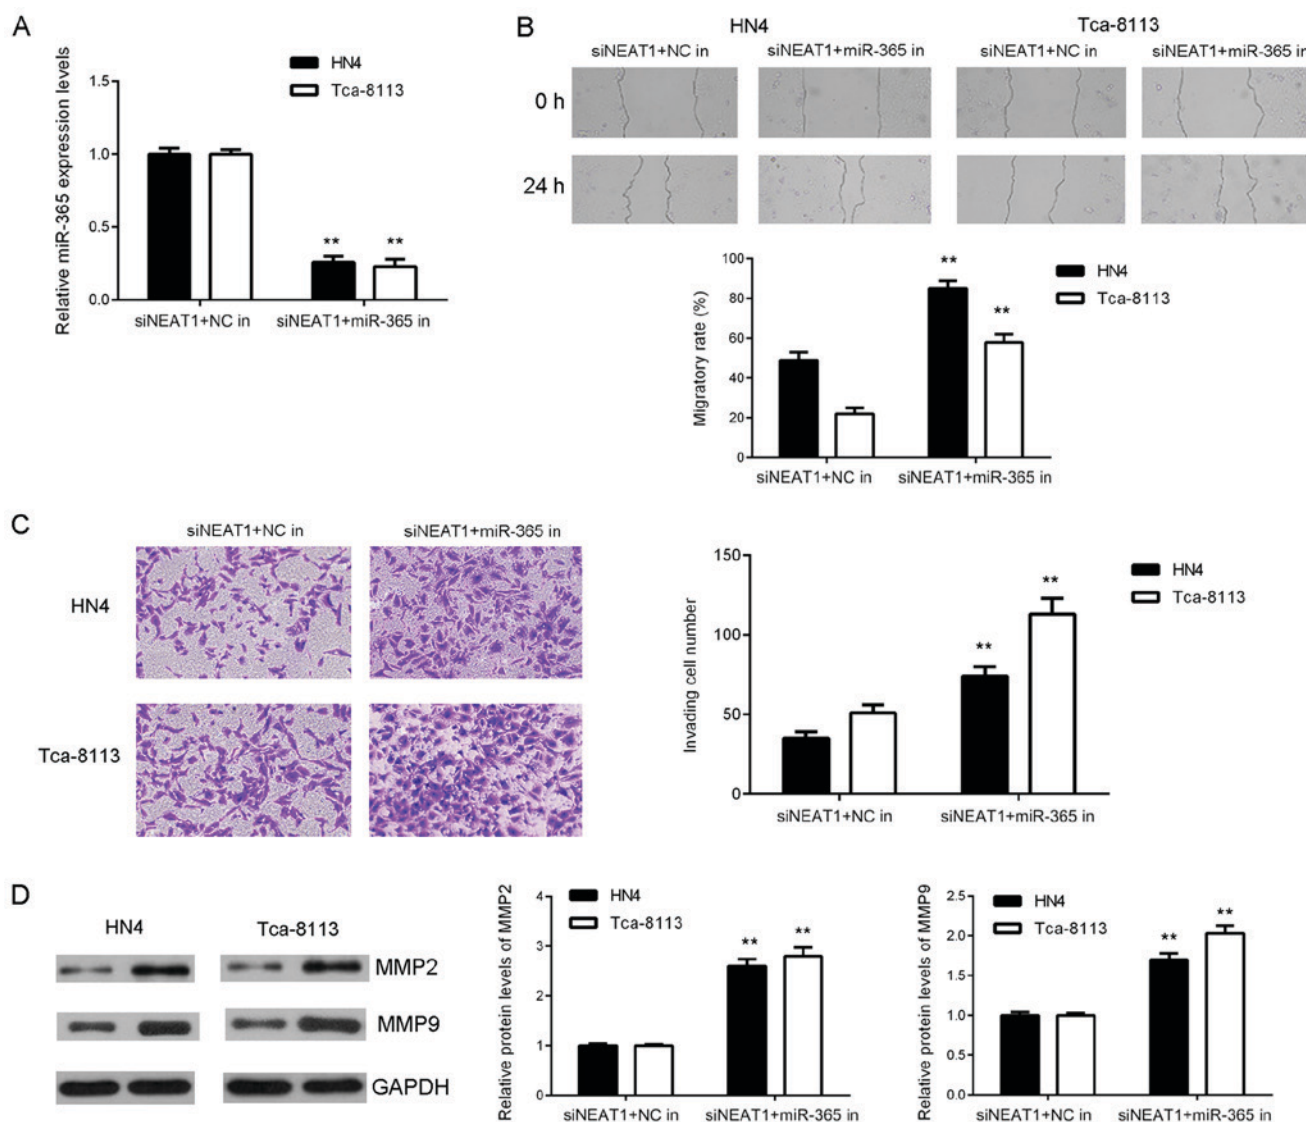 A
Relative miR-365 expression levels
1.5
1.0
0.5
0.0
HN4
Tca-8113
** **
siNEAT1+NC in siNEAT1+miR-365 in
B
HN4 Tca-8113
siNEAT1+NC in siNEAT1+miR-365 in siNEAT1+NC in siNEAT1+miR-365 in
0 h
24 h
Migratory rate (%)
100
80
60
40
20
0
HN4
Tca-8113
** **
siNEAT1+NC in siNEAT1+miR-365 in
C
siNEAT1+NC in siNEAT1+miR-365 in
HN4
Tca-8113
Invading cell number
150
100
50
0
HN4
Tca-8113
** **
siNEAT1+NC in siNEAT1+miR-365 in
D
HN4 Tca-8113
MMP2
MMP9
GAPDH
Relative protein levels of MMP2
4
3
2
1
0
HN4
Tca-8113
** **
siNEAT1+NC in siNEAT1+miR-365 in
Relative protein levels of MMP9
2.5
2.0
1.5
1.0
0.5
0.0
HN4
Tca-8113
** **
siNEAT1+NC in siNEAT1+miR-365 in